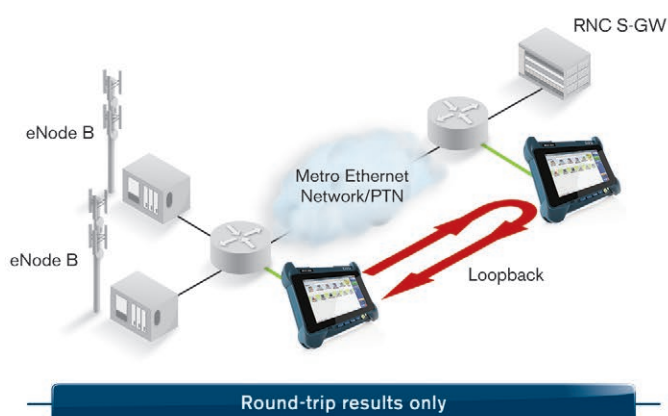 RNC S-GW
eNode B
Metro Ethernet
Network/PTN
eNode B
Loopback
Round-trip results only